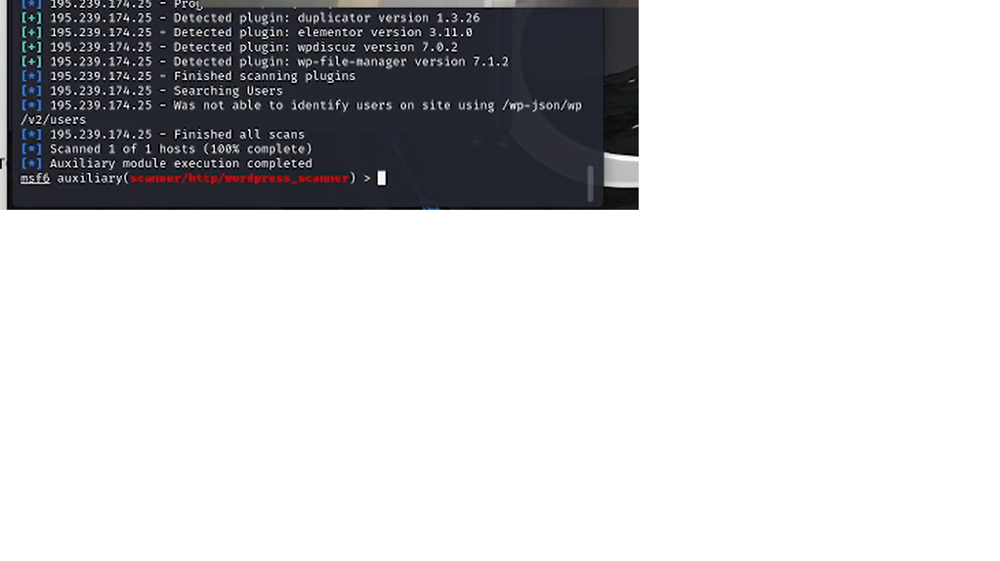 [*] 195.239.174.25 - Prog
[+] 195.239.174.25 - Detected plugin: duplicator version 1.3.26
[+] 195.239.174.25 - Detected plugin: elementor version 3.11.0
[+] 195.239.174.25 - Detected plugin: wpdiscuz version 7.0.2
[+] 195.239.174.25 - Detected plugin: wp-file-manager version 7.1.2
[*] 195.239.174.25 - Finished scanning plugins
[*] 195.239.174.25 - Searching Users
[*] 195.239.174.25 - Was not able to identify users on site using /wp-json/wp
/v2/users
[*] 195.239.174.25 - Finished all scans
[*] Scanned 1 of 1 hosts (100% complete)
[*] Auxiliary module execution completed
msf6 auxiliary(scanner/http/wordpress_scanner) >